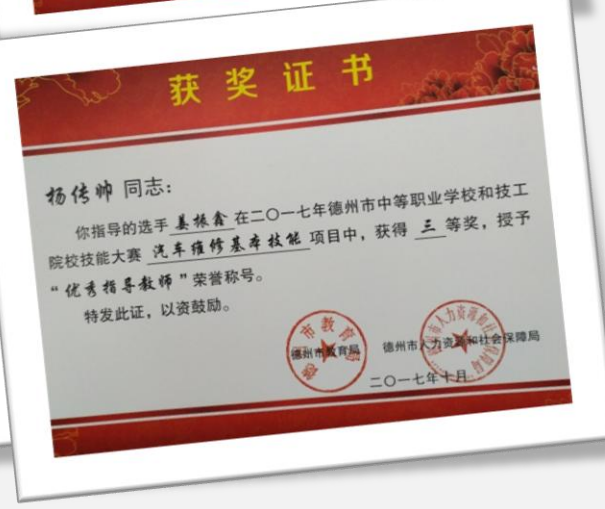 获奖证书
杨传帅 同志：
你指导的选手 姜振鑫 在二〇一七年德州市中等职业学校和技工
院校技能大赛 汽车维修基本技能 项目中，获得 三 等奖，授予
“优秀指导教师”荣誉称号。
特发此证，以资鼓励。
德州市教育局 德州市人力资源和社会保障局
二〇一七年十月